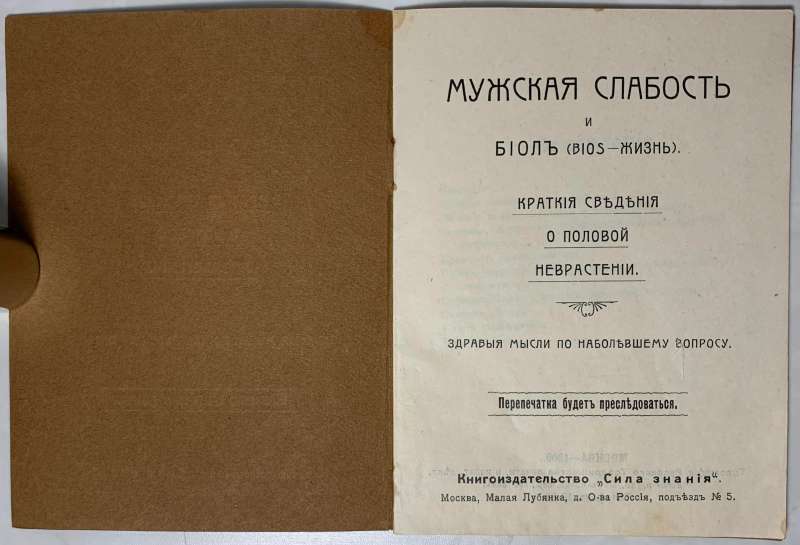 МУЖСКАЯ СЛАБОСТЬ
И
БІОЛЪ (BIOS—ЖИЗНЬ).
КРАТКІЯ СВѢДѢНІЯ
О ПОЛОВОЙ
НЕВРАСТЕНІИ.
ЗДРАВЫЯ МЫСЛИ ПО НАБОЛѢВШЕМУ ВОПРОСУ.
Перепечатка будетъ преслѣдоваться.
Книгоиздательство „Сила знанія“.
Москва, Малая Лубянка, д. О-ва Россія, подъѣздъ № 5.